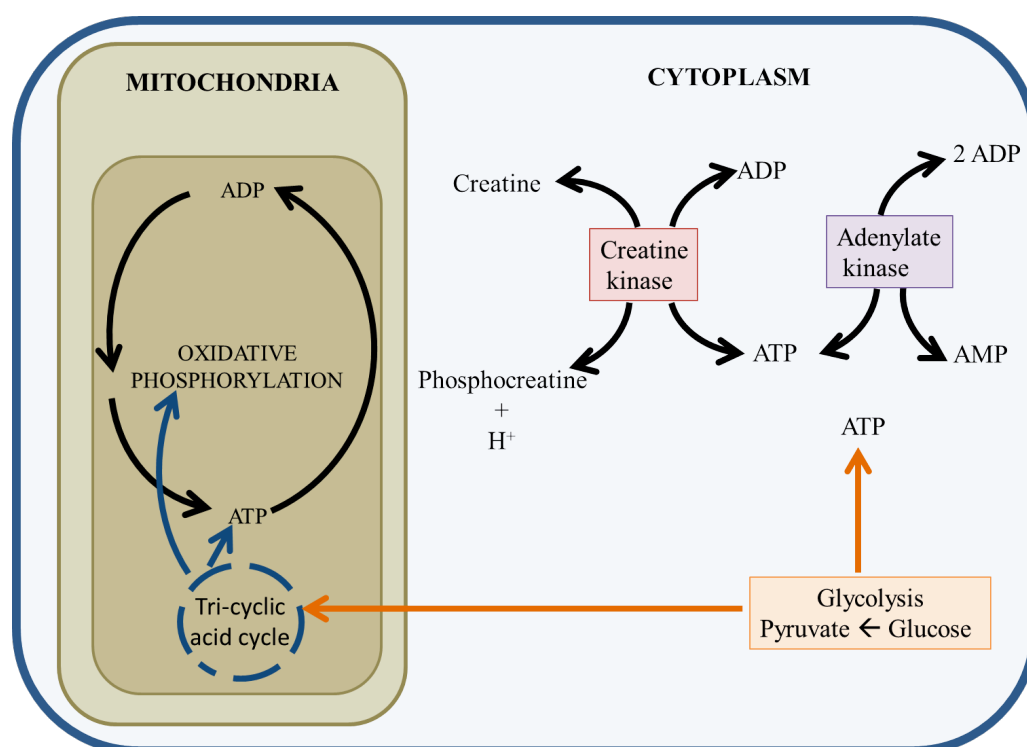 MITOCHONDRIA
ADP
OXIDATIVE
PHOSPHORYLATION
ATP
Tri-cyclic
acid cycle
CYTOPLASM
Creatine
ADP
Creatine
kinase
Phosphocreatine
+
H⁺
ATP
2 ADP
Adenylate
kinase
AMP
ATP
Glycolysis
Pyruvate ← Glucose